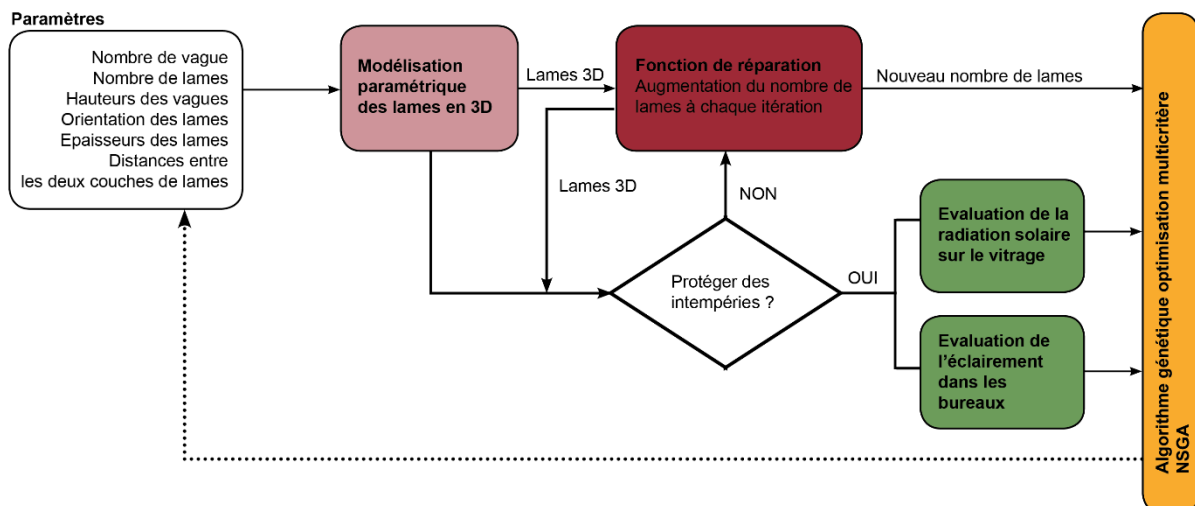 Paramètres
Nombre de vague
Nombre de lames
Hauteurs des vagues
Orientation des lames
Epaisseurs des lames
Distances entre
les deux couches de lames
Modélisation
paramétrique
des lames en 3D
Lames 3D
Fonction de réparation
Augmentation du nombre de
lames à chaque itération
Nouveau nombre de lames
Lames 3D
NON
Protéger des
intempéries ?
OUI
Evaluation de la
radiation solaire
sur le vitrage
Evaluation de
l'éclairement
dans les
bureaux
Algorithme génétique optimisation multicritère
NSGA